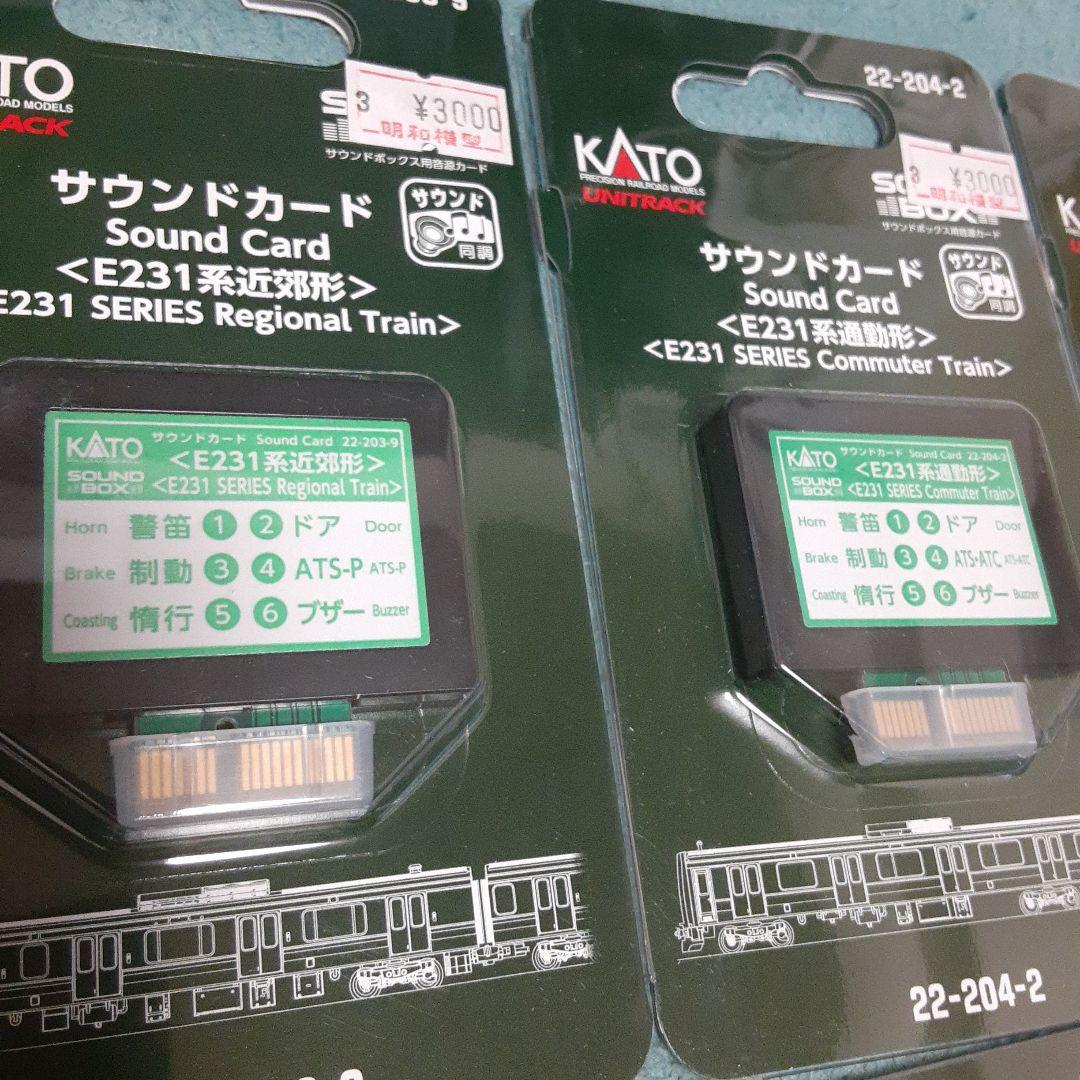 KATO
PRECISION RAILROAD MODELS
UNITRACK
3 ¥3000
明和模型
サウンドボックス用音源カード
サウンドカード
Sound Card
<E231系近郊形>
E231 SERIES Regional Train>
サウンド
同調
KATO サウンドカード Sound Card 22-203-9
<E231系近郊形>
SOUND BOX <E231 SERIES Regional Train>
Horn 警笛 1 2 ドア Door
Brake 制動 3 4 ATS-P ATS-P
Coasting 惰行 5 6 ブザー Buzzer
22-204-2
KATO
PRECISION RAILROAD MODELS
UNITRACK
3 ¥3000
明和模型
BOX
サウンドボックス用音源カード
サウンドカード
Sound Card
<E231系通勤形>
<E231 SERIES Commuter Train>
サウンド
同調
KATO サウンドカード Sound Card 22-204-2
<E231系通勤形>
SOUND BOX <E231 SERIES Commuter Train>
Horn 警笛 1 2 ドア Door
Brake 制動 3 4 ATS・ATC ATS・ATC
Coasting 惰行 5 6 ブザー Buzzer
22-204-2